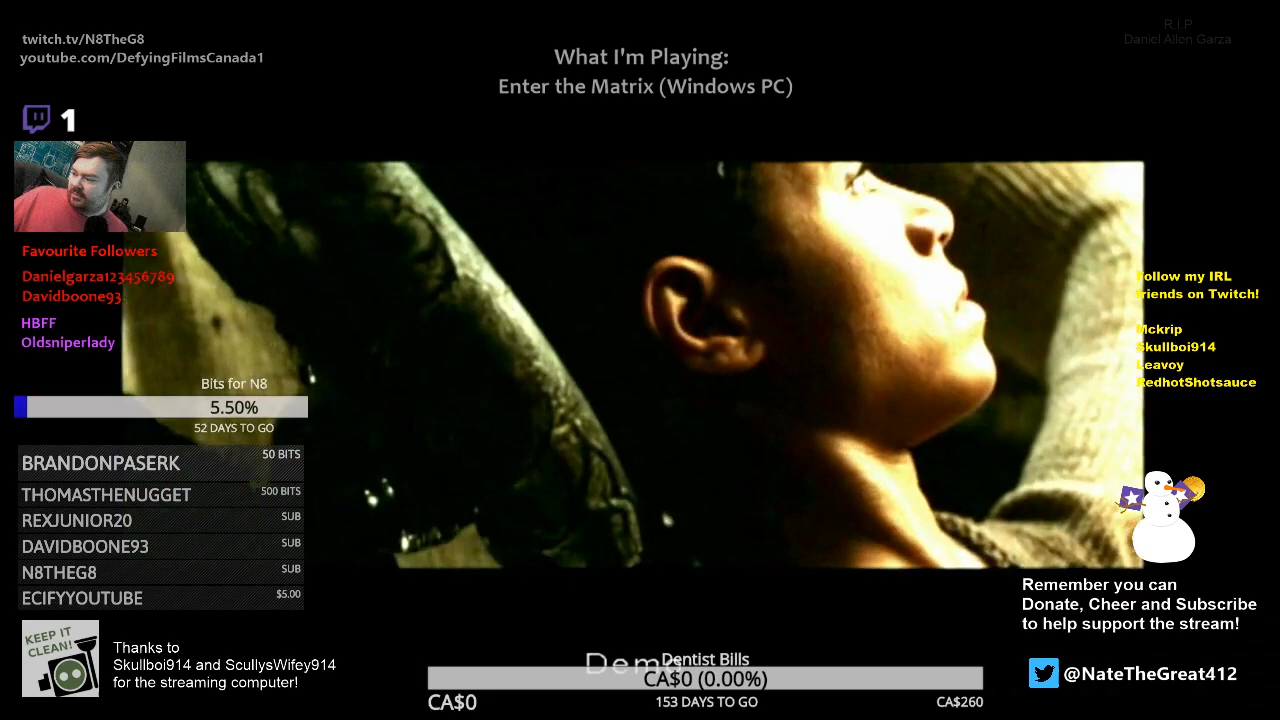 twitch.tv/N8TheG8
youtube.com/DefyingFilmsCanada1
What I'm Playing:
Enter the Matrix (Windows PC)
R.I.P
Daniel Allen Garza
1
Favourite Followers
Danielgarza123456789
Davidboone93
HBFF
Oldsniperlady
Follow my IRL
friends on Twitch!
Mckrip
Skullboi914
Leavoy
RedhotShotsauce
Bits for N8
5.50%
52 DAYS TO GO
BRANDONPASERK 50 BITS
THOMASTHENUGGET 500 BITS
REXJUNIOR20 SUB
DAVIDBOONE93 SUB
N8THEG8 SUB
ECIFYYOUTUBE $5.00
KEEP IT
CLEAN!
Thanks to
Skullboi914 and ScullysWifey914
for the streaming computer!
Dentist Bills
CA$0 (0.00%)
CA$0 153 DAYS TO GO CA$260
Remember you can
Donate, Cheer and Subscribe
to help support the stream!
@NateTheGreat412